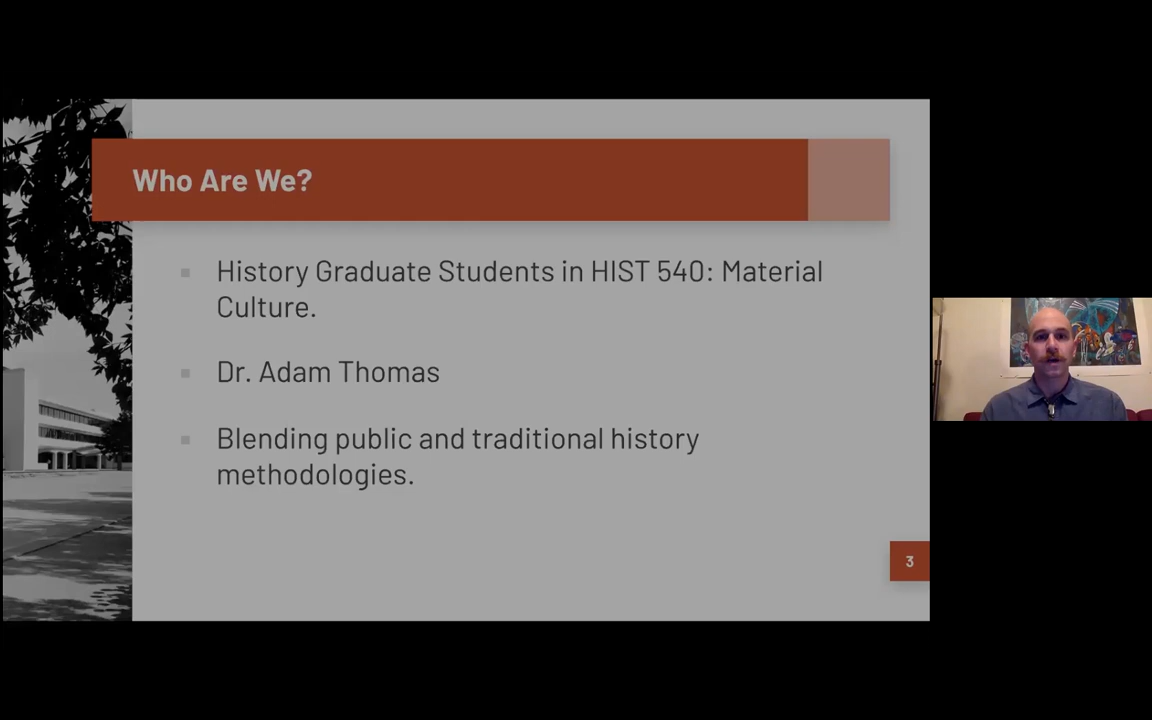 Who Are We?
History Graduate Students in HIST 540: Material
Culture.
Dr. Adam Thomas
Blending public and traditional history
methodologies.
3